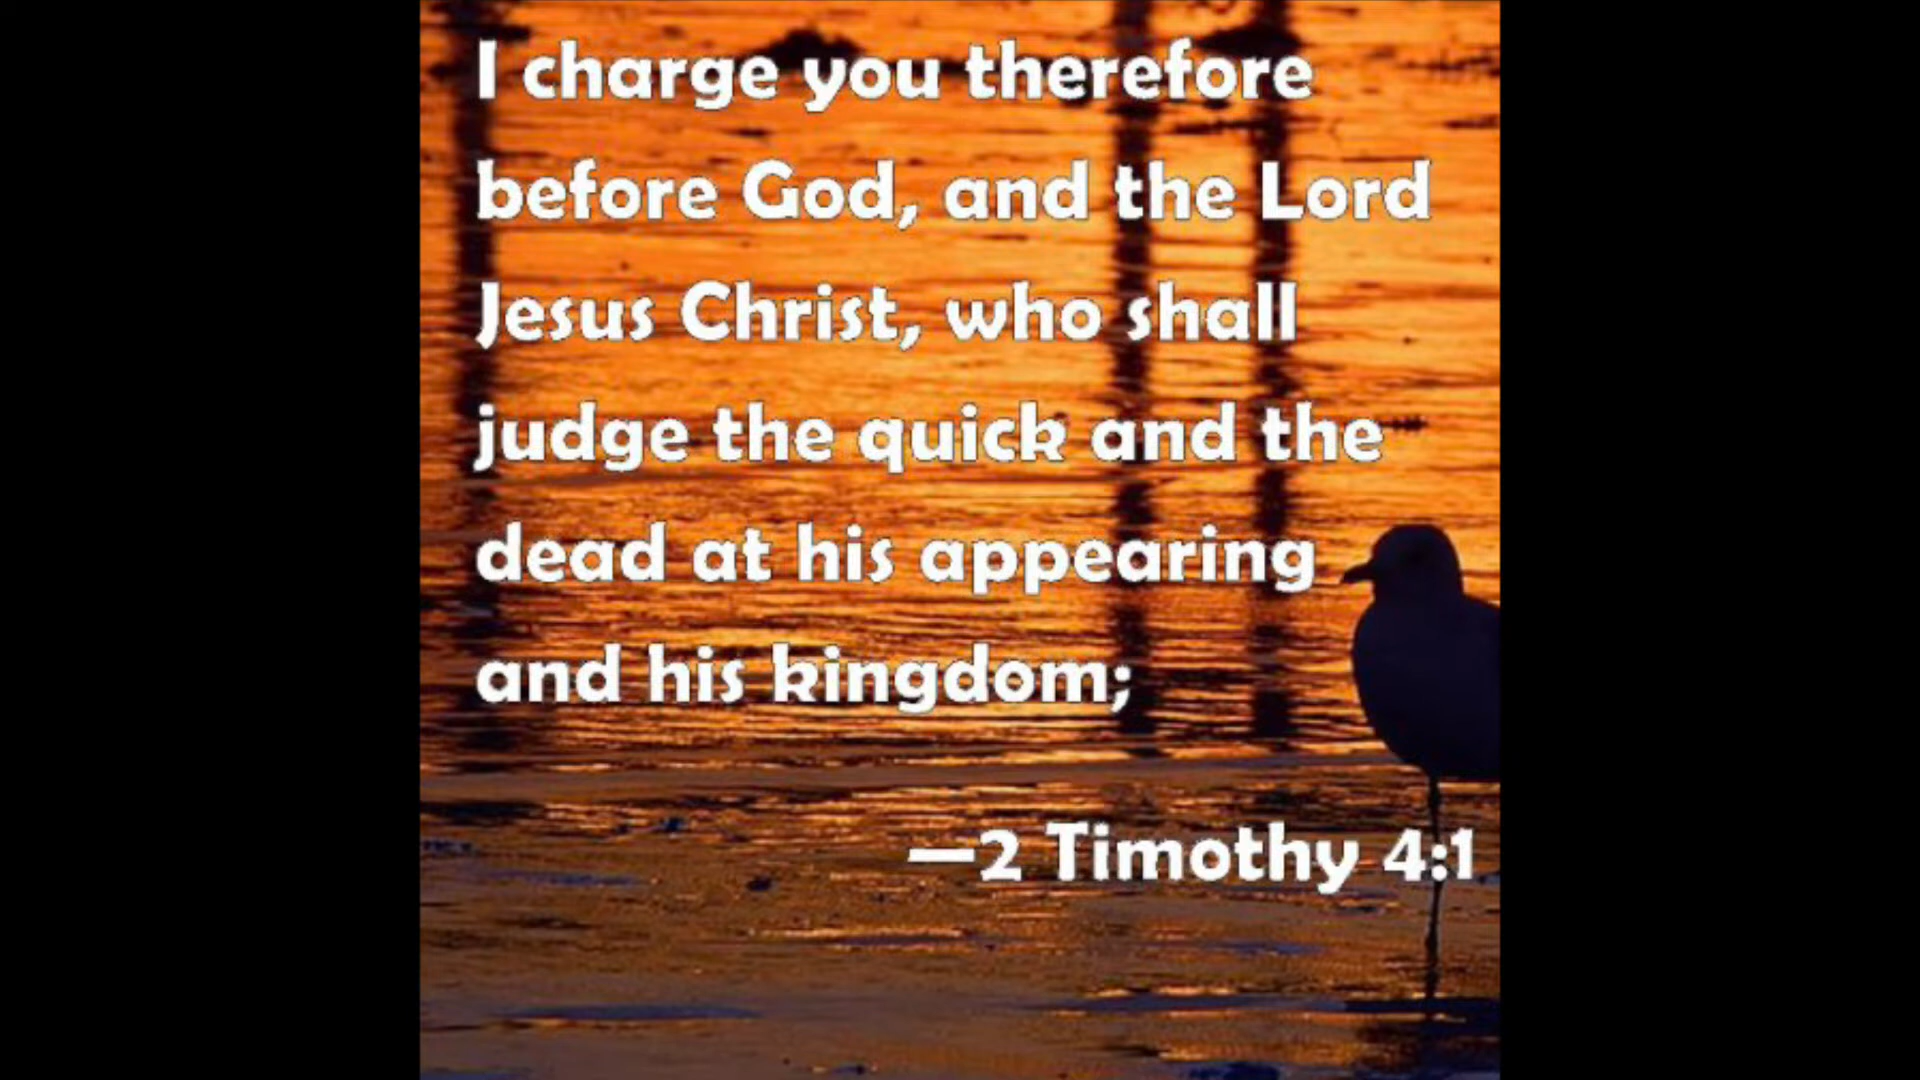 I charge you therefore
before God, and the Lord
Jesus Christ, who shall
judge the quick and the
dead at his appearing
and his kingdom;
—2 Timothy 4:1